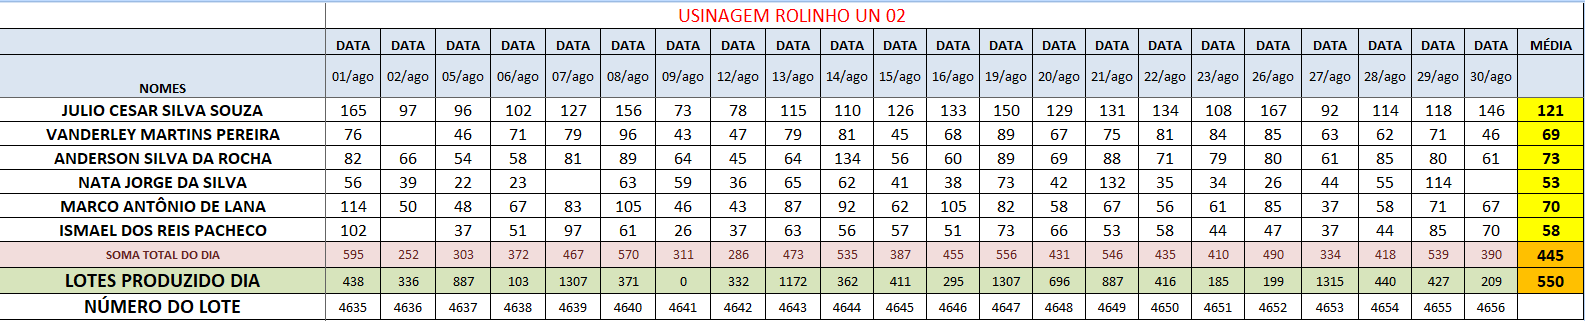 USINAGEM ROLINHO UN 02
DATA DATA DATA DATA DATA DATA DATA DATA DATA DATA DATA DATA DATA DATA DATA DATA DATA DATA DATA DATA DATA DATA MÉDIA
NOMES 01/ago 02/ago 05/ago 06/ago 07/ago 08/ago 09/ago 12/ago 13/ago 14/ago 15/ago 16/ago 19/ago 20/ago 21/ago 22/ago 23/ago 26/ago 27/ago 28/ago 29/ago 30/ago
JULIO CESAR SILVA SOUZA 165 97 96 102 127 156 73 78 115 110 126 133 150 129 131 134 108 167 92 114 118 146 121
VANDERLEY MARTINS PEREIRA 76 46 71 79 96 43 47 79 81 45 68 89 67 75 81 84 85 63 62 71 46 69
ANDERSON SILVA DA ROCHA 82 66 54 58 81 89 64 45 64 134 56 60 89 69 88 71 79 80 61 85 80 61 73
NATA JORGE DA SILVA 56 39 22 23 63 59 36 65 62 41 38 73 42 132 35 34 26 44 55 114 53
MARCO ANTÔNIO DE LANA 114 50 48 67 83 105 46 43 87 92 62 105 82 58 67 56 61 85 37 58 71 67 70
ISMAEL DOS REIS PACHECO 102 37 51 97 61 26 37 63 56 57 51 73 66 53 58 44 47 37 44 85 70 58
SOMA TOTAL DO DIA 595 252 303 372 467 570 311 286 473 535 387 455 556 431 546 435 410 490 334 418 539 390 445
LOTES PRODUZIDO DIA 438 336 887 103 1307 371 0 332 1172 362 411 295 1307 696 887 416 185 199 1315 440 427 209 550
NÚMERO DO LOTE 4635 4636 4637 4638 4639 4640 4641 4642 4643 4644 4645 4646 4647 4648 4649 4650 4651 4652 4653 4654 4655 4656